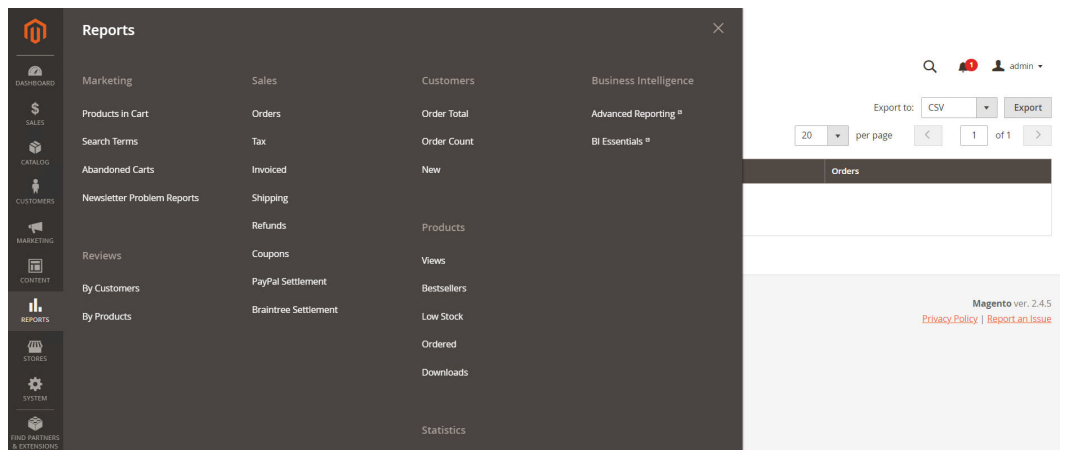 Reports
Marketing
Products in Cart
Search Terms
Abandoned Carts
Newsletter Problem Reports
Reviews
By Customers
By Products
Sales
Orders
Tax
Invoiced
Shipping
Refunds
Coupons
PayPal Settlement
Braintree Settlement
Customers
Order Total
Order Count
New
Products
Views
Bestsellers
Low Stock
Ordered
Downloads
Statistics
Business Intelligence
Advanced Reporting
BI Essentials
DASHBOARD
$
SALES
CATALOG
CUSTOMERS
MARKETING
CONTENT
REPORTS
STORES
SYSTEM
FIND PARTNERS
& EXTENSIONS
1 admin
Export to: CSV Export
20 per page 1 of 1
Orders
Magento ver. 2.4.5
Privacy Policy | Report an Issue